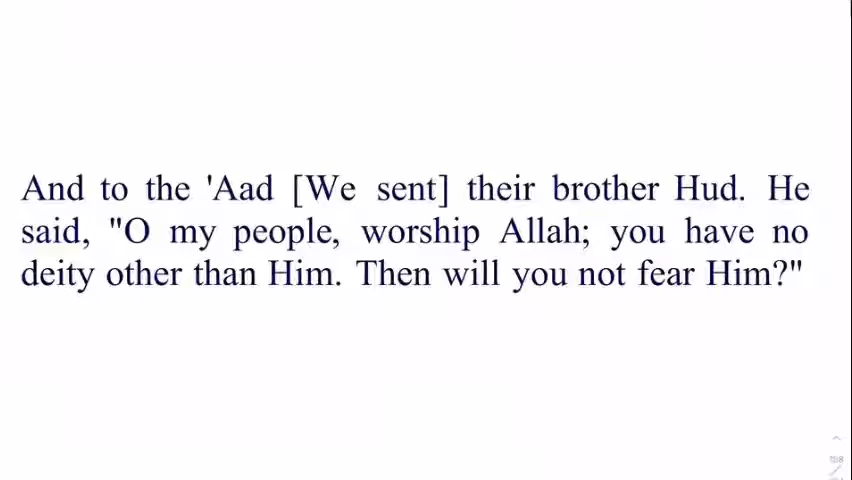 And to the 'Aad [We sent] their brother Hud. He
said, "O my people, worship Allah; you have no
deity other than Him. Then will you not fear Him?"